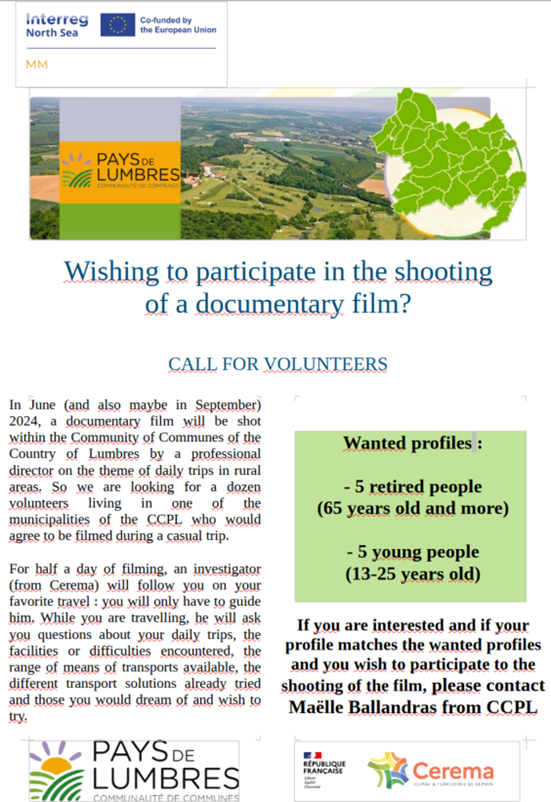 Interreg
North Sea
Co-funded by
the European Union
MM
PAYS DE
LUMBRES
COMMUNAUTÉ DE COMMUNES
Wishing to participate in the shooting
of a documentary film?
CALL FOR VOLUNTEERS
In June (and also maybe in September)
2024, a documentary film will be shot
within the Community of Communes of the
Country of Lumbres by a professional
director on the theme of daily trips in rural
areas. So we are looking for a dozen
volunteers living in one of the
municipalities of the CCPL who would
agree to be filmed during a casual trip.
For half a day of filming, an investigator
(from Cerema) will follow you on your
favorite travel : you will only have to guide
him. While you are travelling, he will ask
you questions about your daily trips, the
facilities or difficulties encountered, the
range of means of transports available, the
different transport solutions already tried
and those you would dream of and wish to
try.
Wanted profiles :
- 5 retired people
(65 years old and more)
- 5 young people
(13-25 years old)
If you are interested and if your
profile matches the wanted profiles
and you wish to participate to the
shooting of the film, please contact
Maëlle Ballandras from CCPL
PAYS DE
LUMBRES
COMMUNAUTÉ DE COMMUNES
RÉPUBLIQUE
FRANÇAISE
Liberté
Égalité
Fraternité
Cerema
CLIMAT & TERRITOIRES DE DEMAIN